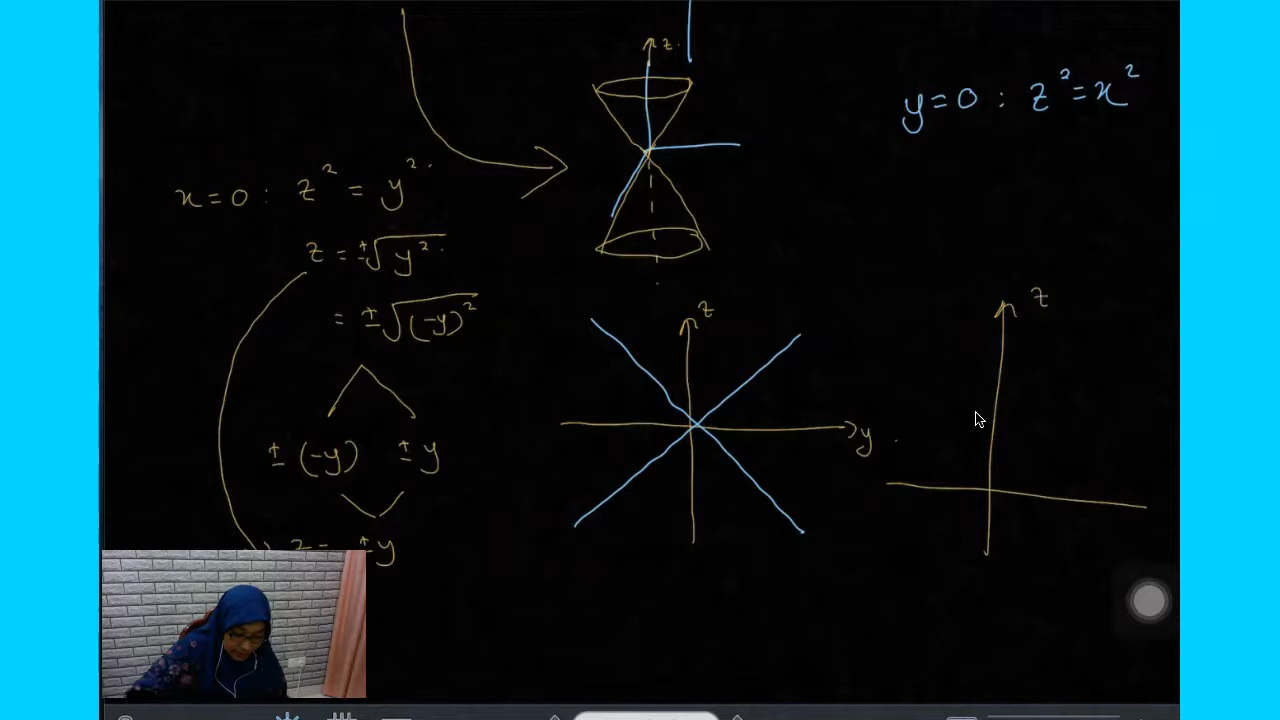 z
y = 0 : z² = x²
x = 0 : z² = y²
z = ±√y²
= ±√(-y)²
± (-y) ± y
z = ± y
z
y
z